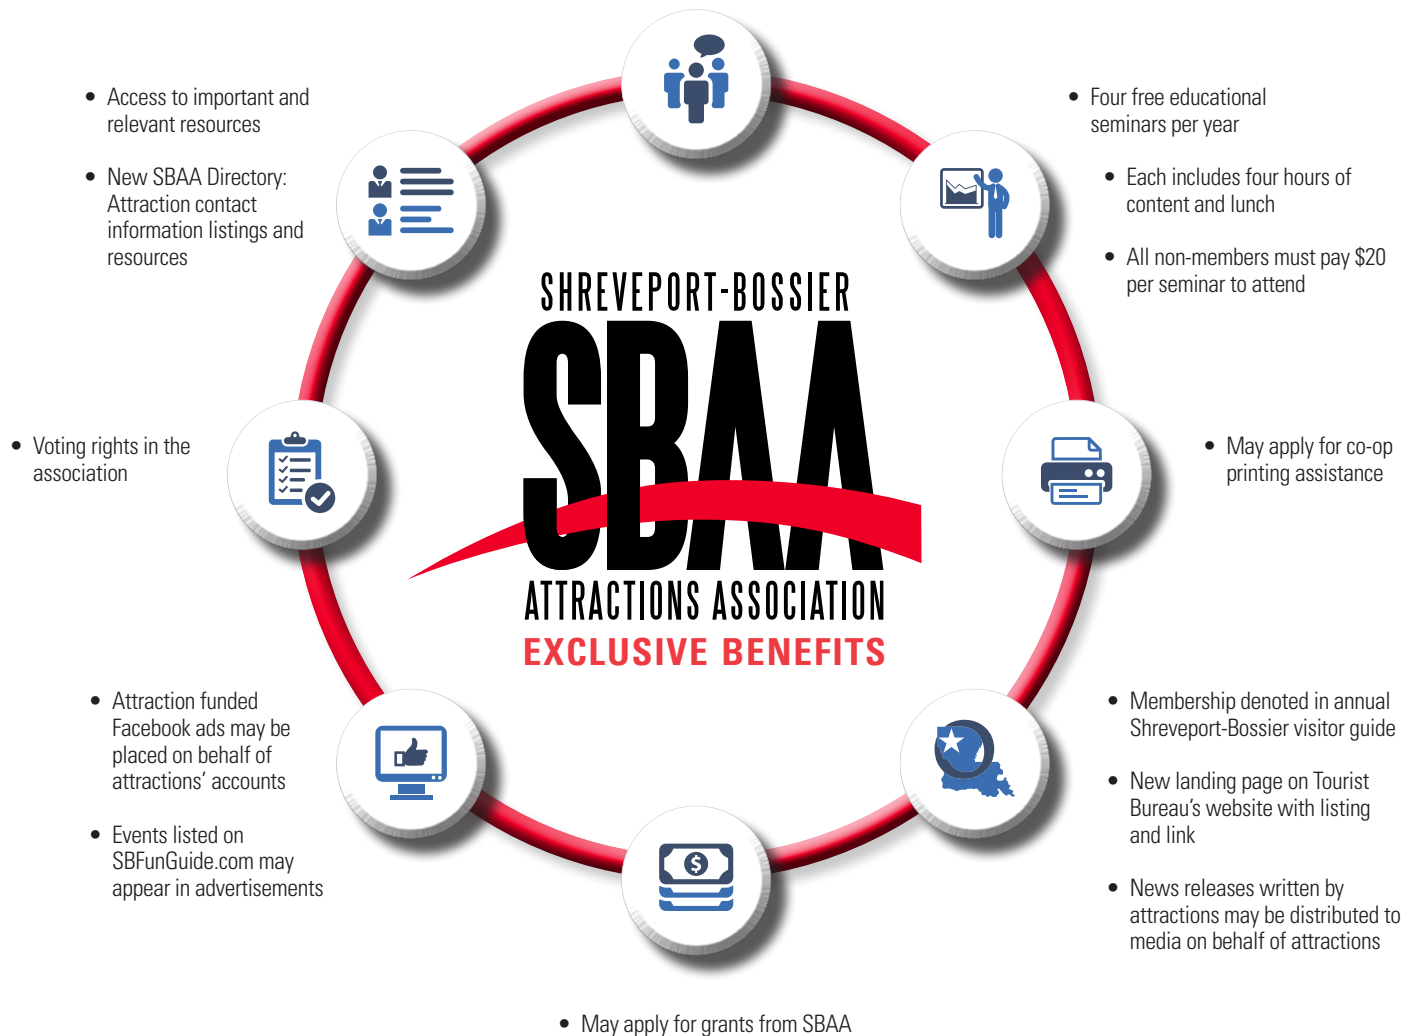 • Access to important and
relevant resources
• New SBAA Directory:
Attraction contact
information listings and
resources
• Four free educational
seminars per year
• Each includes four hours of
content and lunch
• All non-members must pay $20
per seminar to attend
SHREVEPORT-BOSSIER
SBAA
ATTRACTIONS ASSOCIATION
EXCLUSIVE BENEFITS
• Voting rights in the
association
• May apply for co-op
printing assistance
• Attraction funded
Facebook ads may be
placed on behalf of
attractions’ accounts
• Events listed on
SBFunGuide.com may
appear in advertisements
$
• Membership denoted in annual
Shreveport-Bossier visitor guide
• New landing page on Tourist
Bureau’s website with listing
and link
• News releases written by
attractions may be distributed to
media on behalf of attractions
• May apply for grants from SBAA